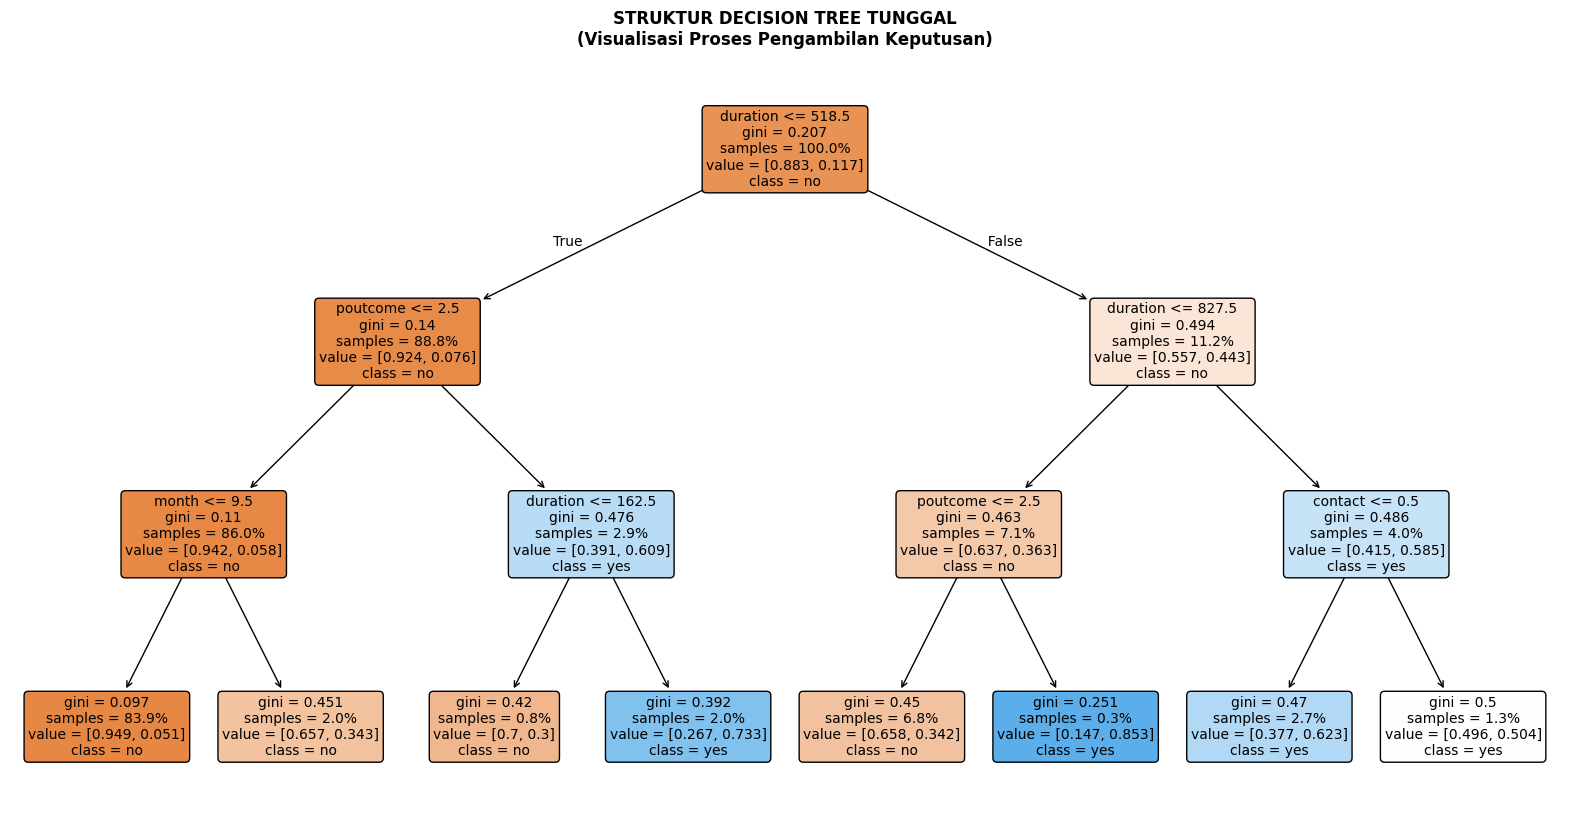 STRUKTUR DECISION TREE TUNGGAL
(Visualisasi Proses Pengambilan Keputusan)
duration <= 518.5
gini = 0.207
samples = 100.0%
value = [0.883, 0.117]
class = no
True
False
poutcome <= 2.5
gini = 0.14
samples = 88.8%
value = [0.924, 0.076]
class = no
duration <= 827.5
gini = 0.494
samples = 11.2%
value = [0.557, 0.443]
class = no
month <= 9.5
gini = 0.11
samples = 86.0%
value = [0.942, 0.058]
class = no
duration <= 162.5
gini = 0.476
samples = 2.9%
value = [0.391, 0.609]
class = yes
poutcome <= 2.5
gini = 0.463
samples = 7.1%
value = [0.637, 0.363]
class = no
contact <= 0.5
gini = 0.486
samples = 4.0%
value = [0.415, 0.585]
class = yes
gini = 0.097
samples = 83.9%
value = [0.949, 0.051]
class = no
gini = 0.451
samples = 2.0%
value = [0.657, 0.343]
class = no
gini = 0.42
samples = 0.8%
value = [0.7, 0.3]
class = no
gini = 0.392
samples = 2.0%
value = [0.267, 0.733]
class = yes
gini = 0.45
samples = 6.8%
value = [0.658, 0.342]
class = no
gini = 0.251
samples = 0.3%
value = [0.147, 0.853]
class = yes
gini = 0.47
samples = 2.7%
value = [0.377, 0.623]
class = yes
gini = 0.5
samples = 1.3%
value = [0.496, 0.504]
class = yes